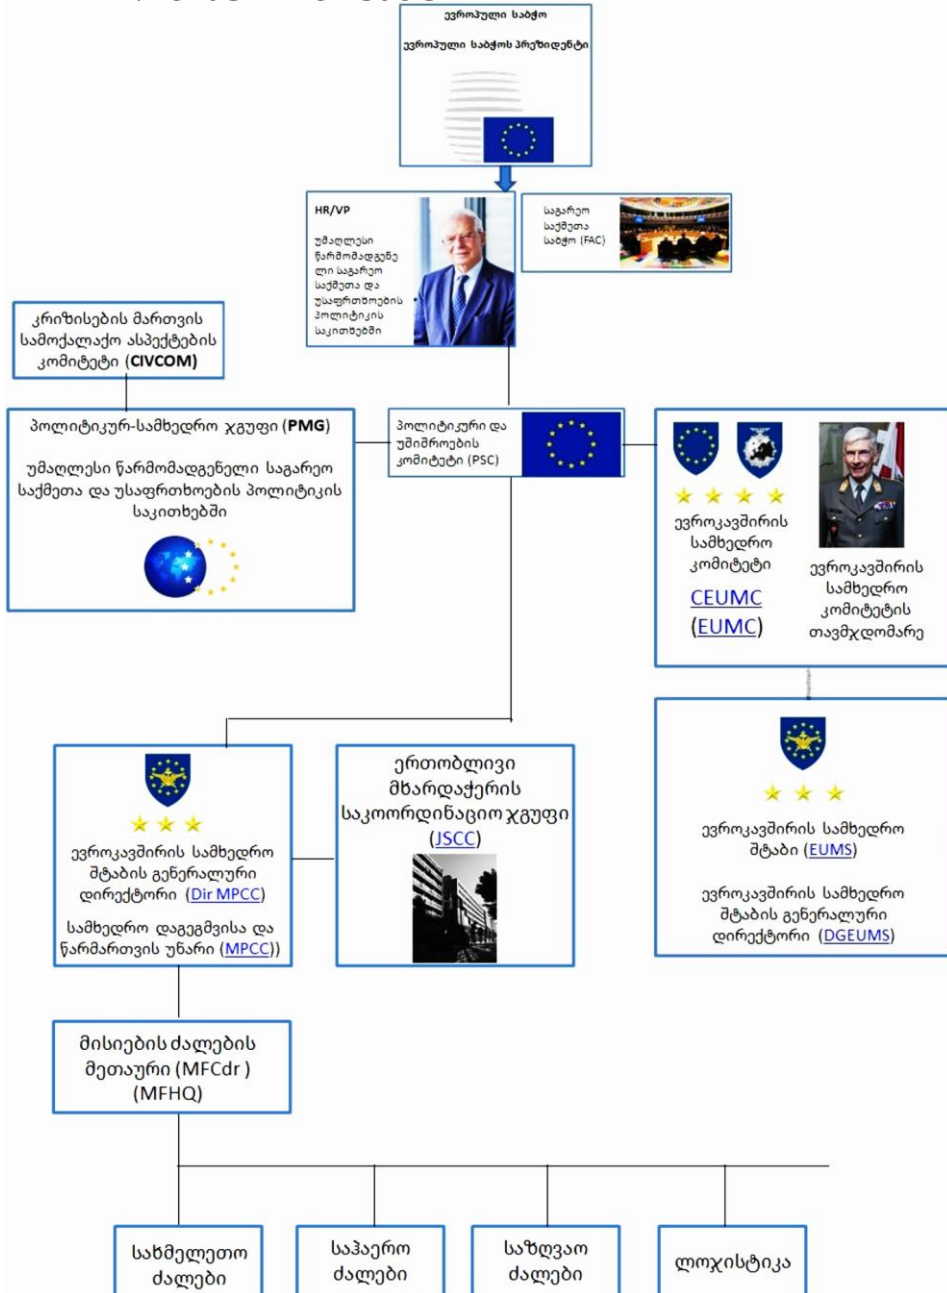 ევროპული საბჭო
ევროპული საბჭოს პრეზიდენტი
HR/VP
უმაღლესი
წარმომადგენე
ლი საგარეო
საქმეთა და
უსაფრთხოების
პოლიტიკის
საკითხებში
საგარეო
საქმეთა
საბჭო (FAC)
კრიზისების მართვის
სამოქალაქო ასპექტების
კომიტეტი (CIVCOM)
პოლიტიკურ-სამხედრო ჯგუფი (PMG)
უმაღლესი წარმომადგენელი საგარეო
საქმეთა და უსაფრთხოების პოლიტიკის
საკითხებში
პოლიტიკური და
უშიშროების
კომიტეტი (PSC)
ევროკავშირის
სამხედრო
კომიტეტი
CEUMC
(EUMC)
ევროკავშირის
სამხედრო
კომიტეტის
თავმჯდომარე
ევროკავშირის სამხედრო
შტაბის გენერალური
დირექტორი (Dir MPCC)
სამხედრო დაგეგმვისა და
წარმართვის უნარი (MPCC))
ერთობლივი
მხარდაჭერის
საკოორდინაციო ჯგუფი
(JSCC)
ევროკავშირის სამხედრო
შტაბი (EUMS)
ევროკავშირის სამხედრო
შტაბის გენერალური
დირექტორი (DGEUMS)
მისიების ძალების
მეთაური (MFCdr )
(MFHQ)
სახმელეთო
ძალები
საჰაერო
ძალები
საზღვაო
ძალები
ლოჯისტიკა